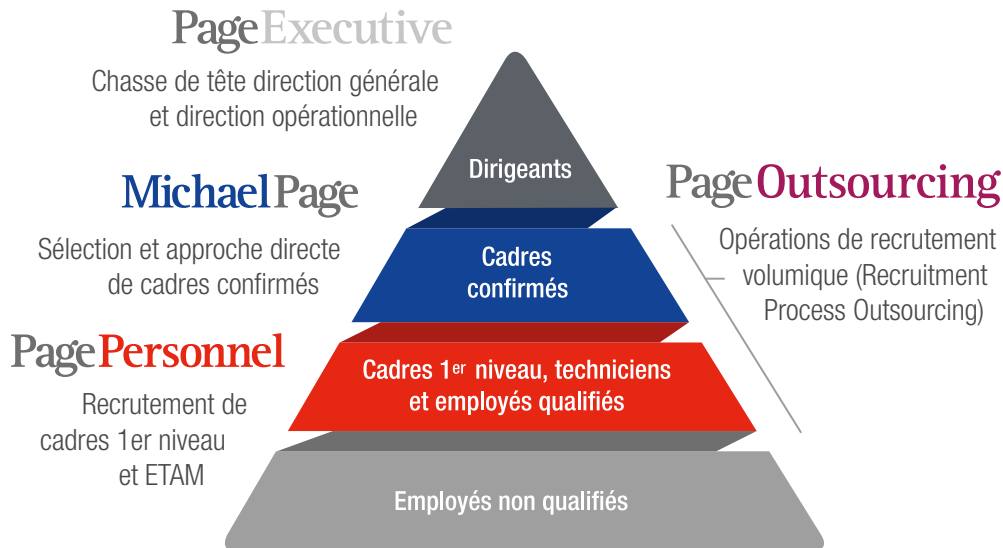 PageExecutive
Chasse de tête direction générale
et direction opérationnelle
MichaelPage
Sélection et approche directe
de cadres confirmés
PagePersonnel
Recrutement de
cadres 1er niveau
et ETAM
Dirigeants
Cadres
confirmés
Cadres 1er niveau, techniciens
et employés qualifiés
Employés non qualifiés
PageOutsourcing
Opérations de recrutement
volumique (Recruitment
Process Outsourcing)